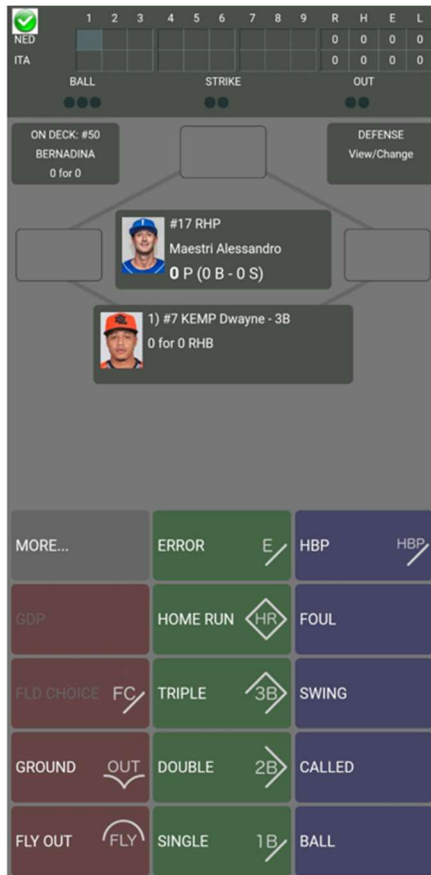 1 2 3 4 5 6 7 8 9 R H E L
NED 0 0 0 0
ITA 0 0 0 0
BALL STRIKE OUT
ON DECK: #50
BERNADINA
0 for 0
DEFENSE
View/Change
#17 RHP
Maestri Alessandro
0 P (0 B - 0 S)
1) #7 KEMP Dwayne - 3B
0 for 0 RHB
MORE...
ERROR E
HBP HBP
GDP
HOME RUN HR
FOUL
FLD CHOICE FC
TRIPLE 3B
SWING
GROUND OUT
DOUBLE 2B
CALLED
FLY OUT FLY
SINGLE 1B
BALL